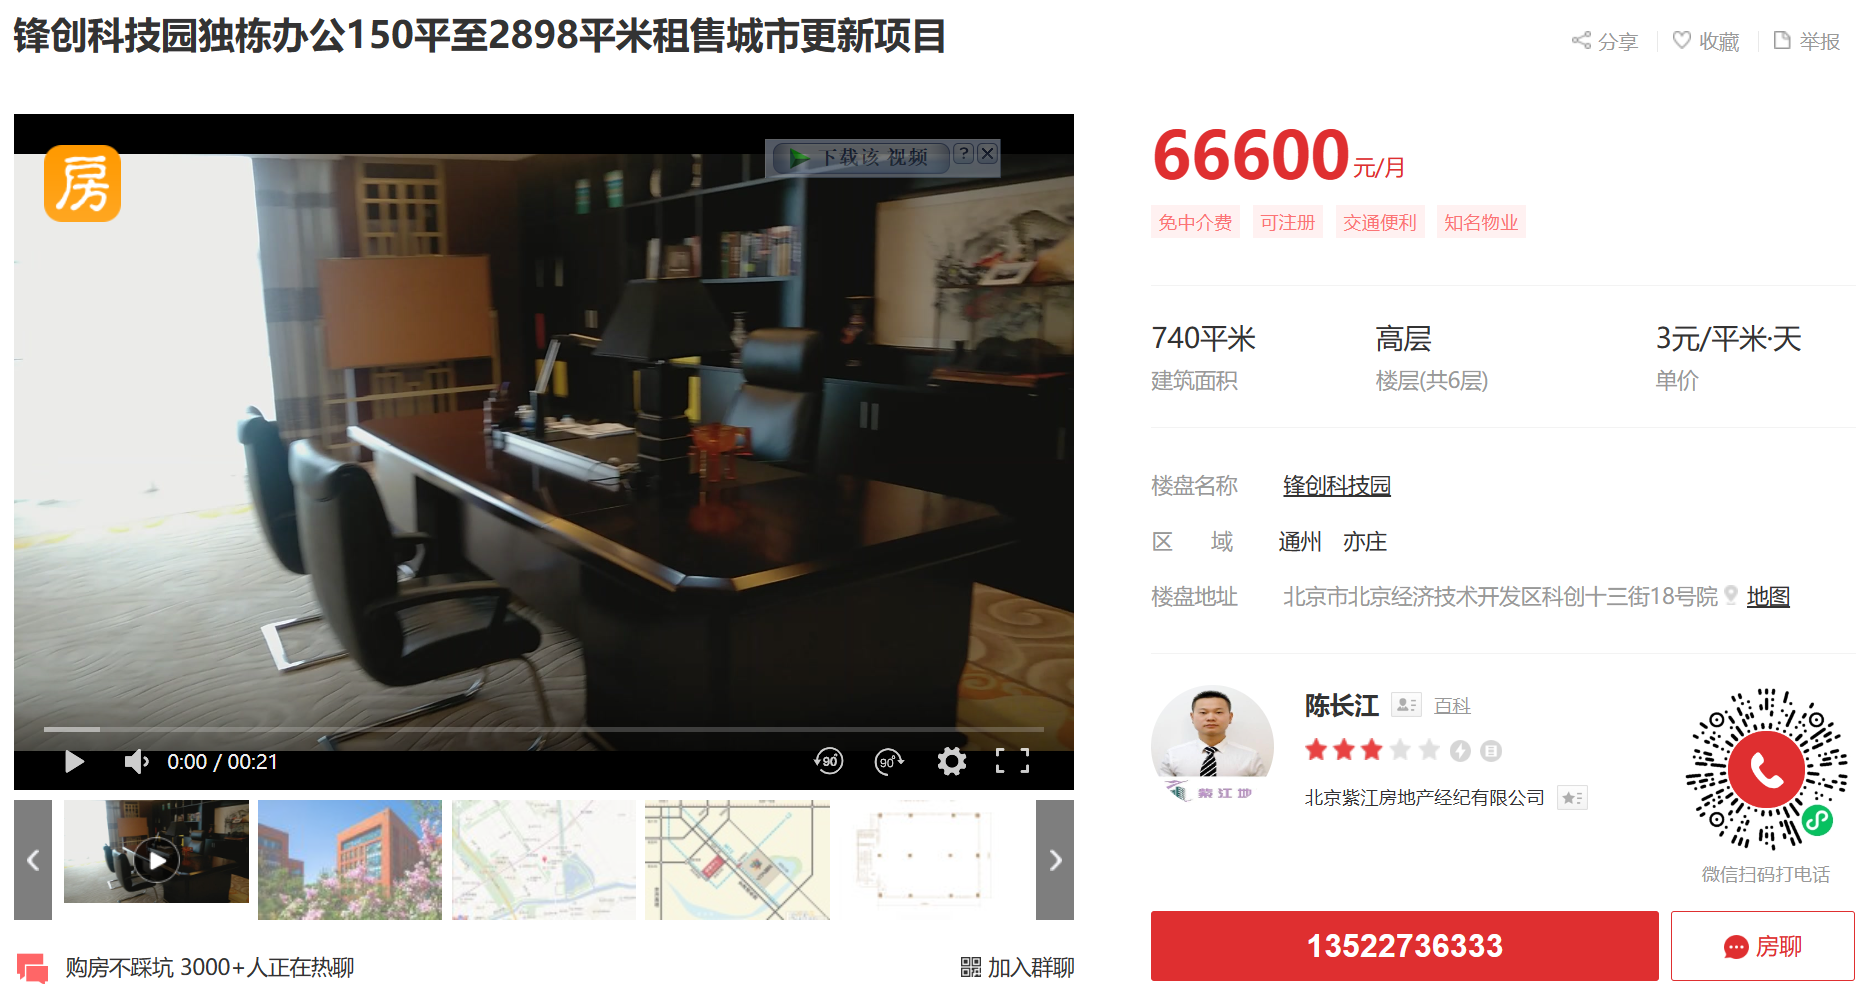 锋创科技园独栋办公150平至2898平米租售城市更新项目
分享 收藏 举报
房
下载该 视频 ?
0:00 / 00:21
90
90°
购房不踩坑 3000+人正在热聊
加入群聊
66600元/月
免中介费 可注册 交通便利 知名物业
740平米 高层 3元/平米·天
建筑面积 楼层(共6层) 单价
楼盘名称 锋创科技园
区 域 通州 亦庄
楼盘地址 北京市北京经济技术开发区科创十三街18号院 地图
陈长江 百科
北京紫江房地产经纪有限公司
紫江地
微信扫码打电话
13522736333
房聊